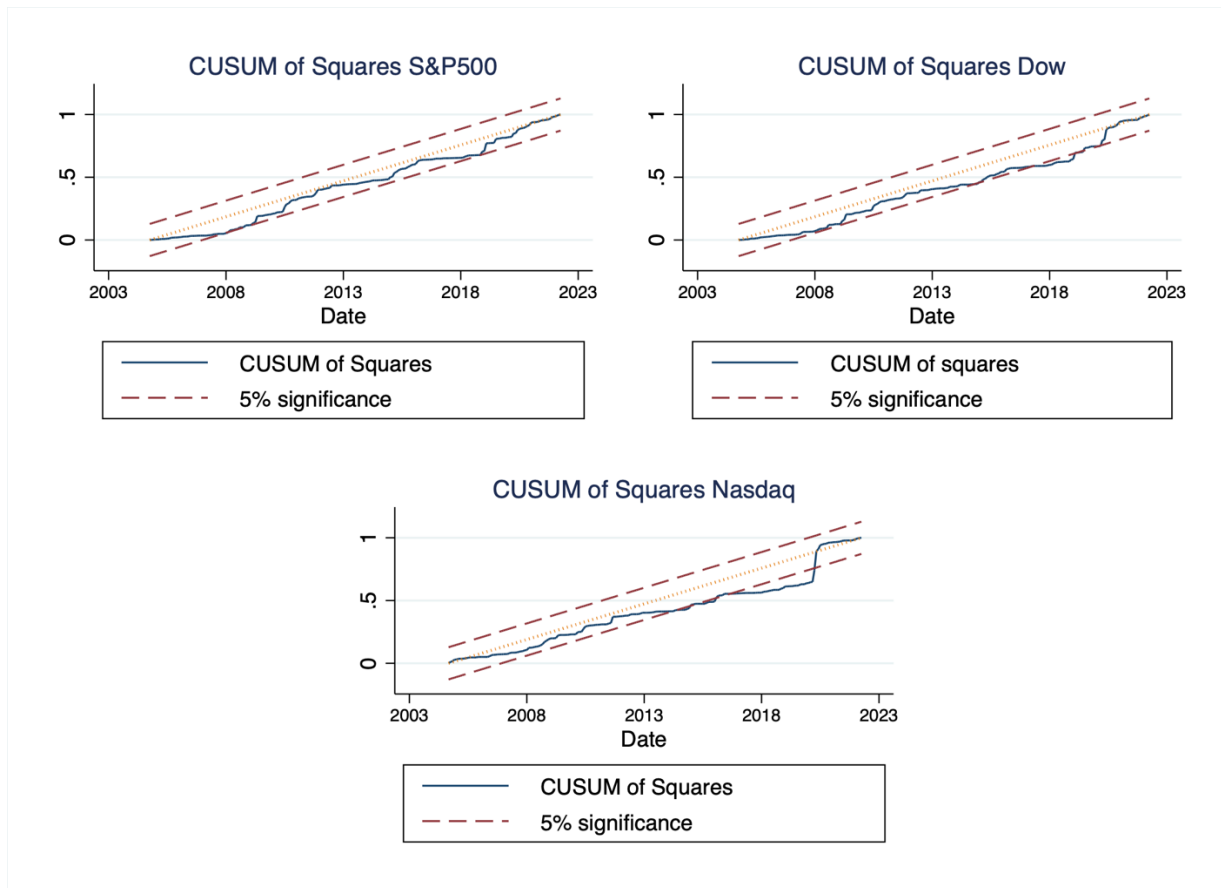 CUSUM of Squares S&P500
1
.5
0
2003 2008 2013 2018 2023
Date
CUSUM of Squares
5% significance
CUSUM of Squares Dow
1
.5
0
2003 2008 2013 2018 2023
Date
CUSUM of squares
5% significance
CUSUM of Squares Nasdaq
1
.5
0
2003 2008 2013 2018 2023
Date
CUSUM of Squares
5% significance